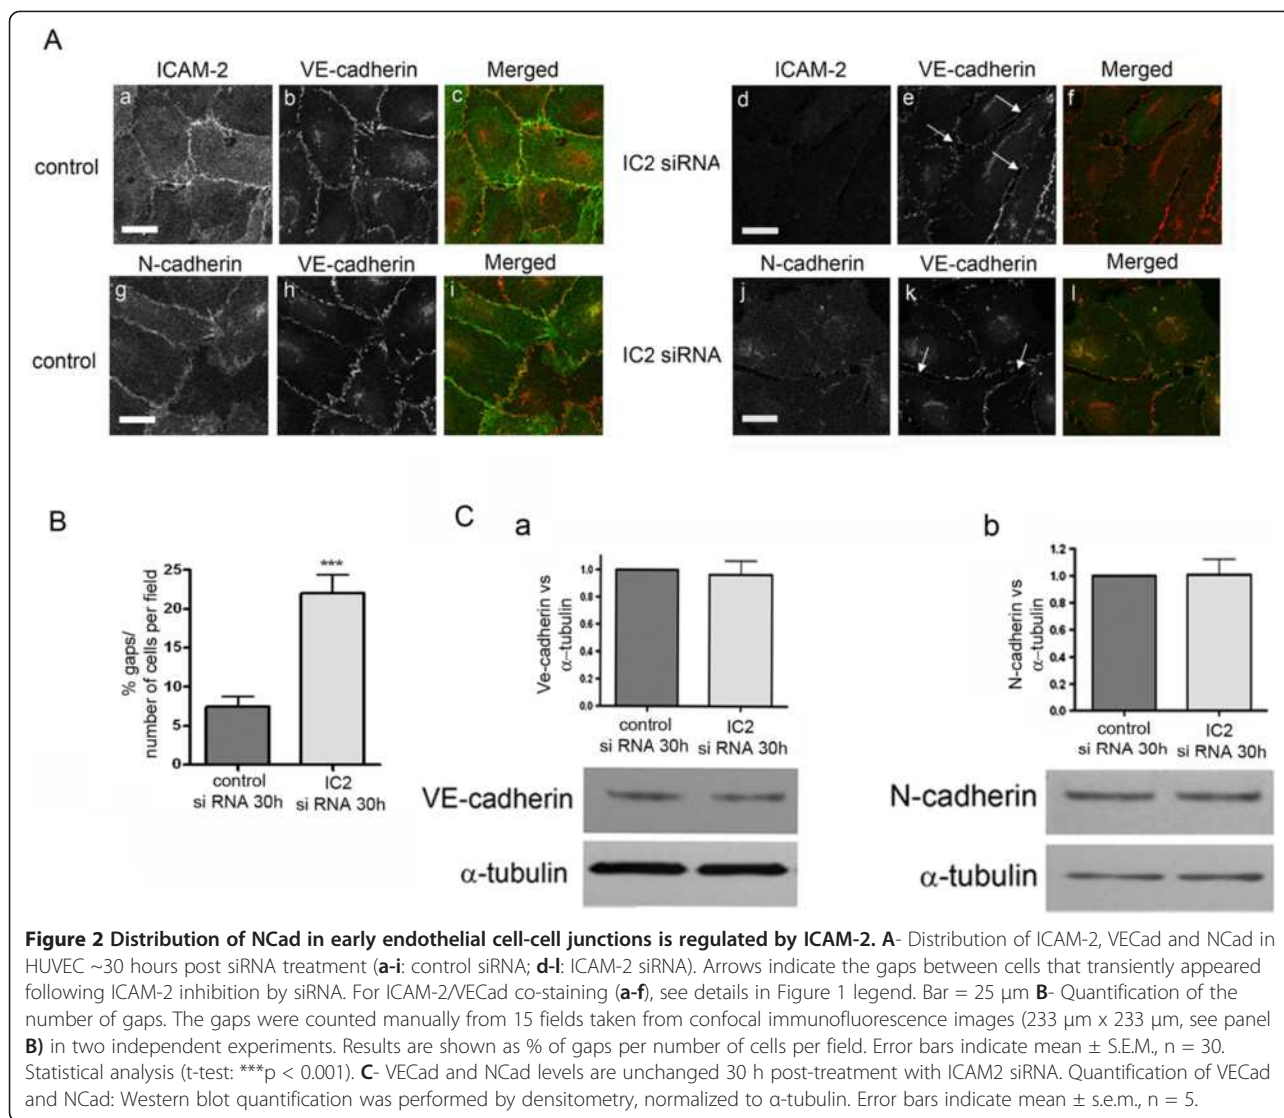 A
ICAM-2 VE-cadherin Merged
a b c
control
ICAM-2 VE-cadherin Merged
d e f
IC2 siRNA
N-cadherin VE-cadherin Merged
g h i
control
N-cadherin VE-cadherin Merged
j k l
IC2 siRNA
B
% gaps/
number of cells per field
25
20
15
10
5
0
***
control
si RNA 30h
IC2
si RNA 30h
C
a
Ve-cadherin vs
α-tubulin
1.0
0.8
0.6
0.4
0.2
0.0
control
si RNA 30h
IC2
si RNA 30h
VE-cadherin
α-tubulin
b
N-cadherin vs
α-tubulin
1.2
1.0
0.8
0.6
0.4
0.2
0.0
control
si RNA 30h
IC2
si RNA 30h
N-cadherin
α-tubulin
Figure 2 Distribution of NCad in early endothelial cell-cell junctions is regulated by ICAM-2. A- Distribution of ICAM-2, VECad and NCad in
HUVEC ~30 hours post siRNA treatment (a-i: control siRNA; d-l: ICAM-2 siRNA). Arrows indicate the gaps between cells that transiently appeared
following ICAM-2 inhibition by siRNA. For ICAM-2/VECad co-staining (a-f), see details in Figure 1 legend. Bar = 25 μm B- Quantification of the
number of gaps. The gaps were counted manually from 15 fields taken from confocal immunofluorescence images (233 μm x 233 μm, see panel
B) in two independent experiments. Results are shown as % of gaps per number of cells per field. Error bars indicate mean ± S.E.M., n = 30.
Statistical analysis (t-test: ***p < 0.001). C- VECad and NCad levels are unchanged 30 h post-treatment with ICAM2 siRNA. Quantification of VECad
and NCad: Western blot quantification was performed by densitometry, normalized to α-tubulin. Error bars indicate mean ± s.e.m., n = 5.